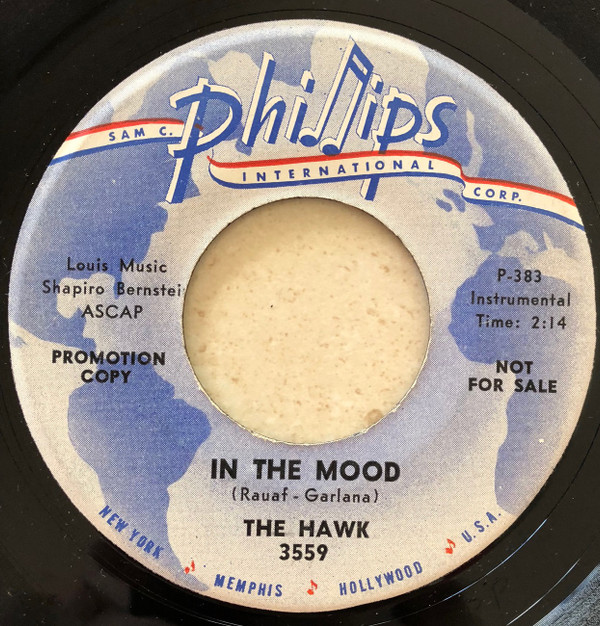 SAM C. Phillips
INTERNATIONAL CORP.
Louis Music
Shapiro Bernstei
ASCAP
PROMOTION
COPY
P-383
Instrumental
Time: 2:14
NOT
FOR SALE
IN THE MOOD
(Rauaf - Garlana)
THE HAWK
3559
NEW YORK MEMPHIS HOLLYWOOD U.S.A.